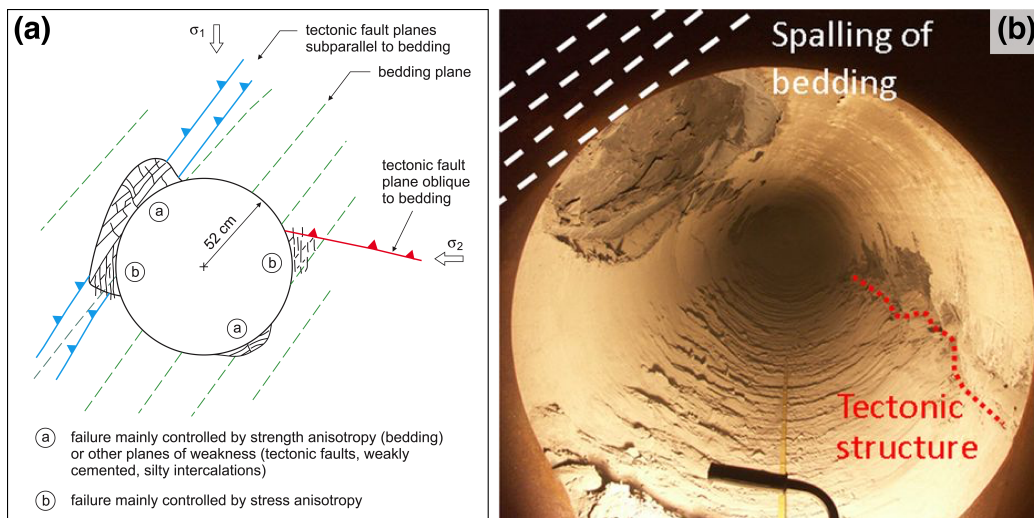 (a)
σ1
tectonic fault planes
subparallel to bedding
bedding plane
tectonic
fault
plane oblique
to bedding
σ2
52 cm
a
b
b
a
a failure mainly controlled by strength anisotropy (bedding)
or other planes of weakness (tectonic faults, weakly
cemented, silty intercalations)
b failure mainly controlled by stress anisotropy
(b)
Spalling of
bedding
Tectonic
structure